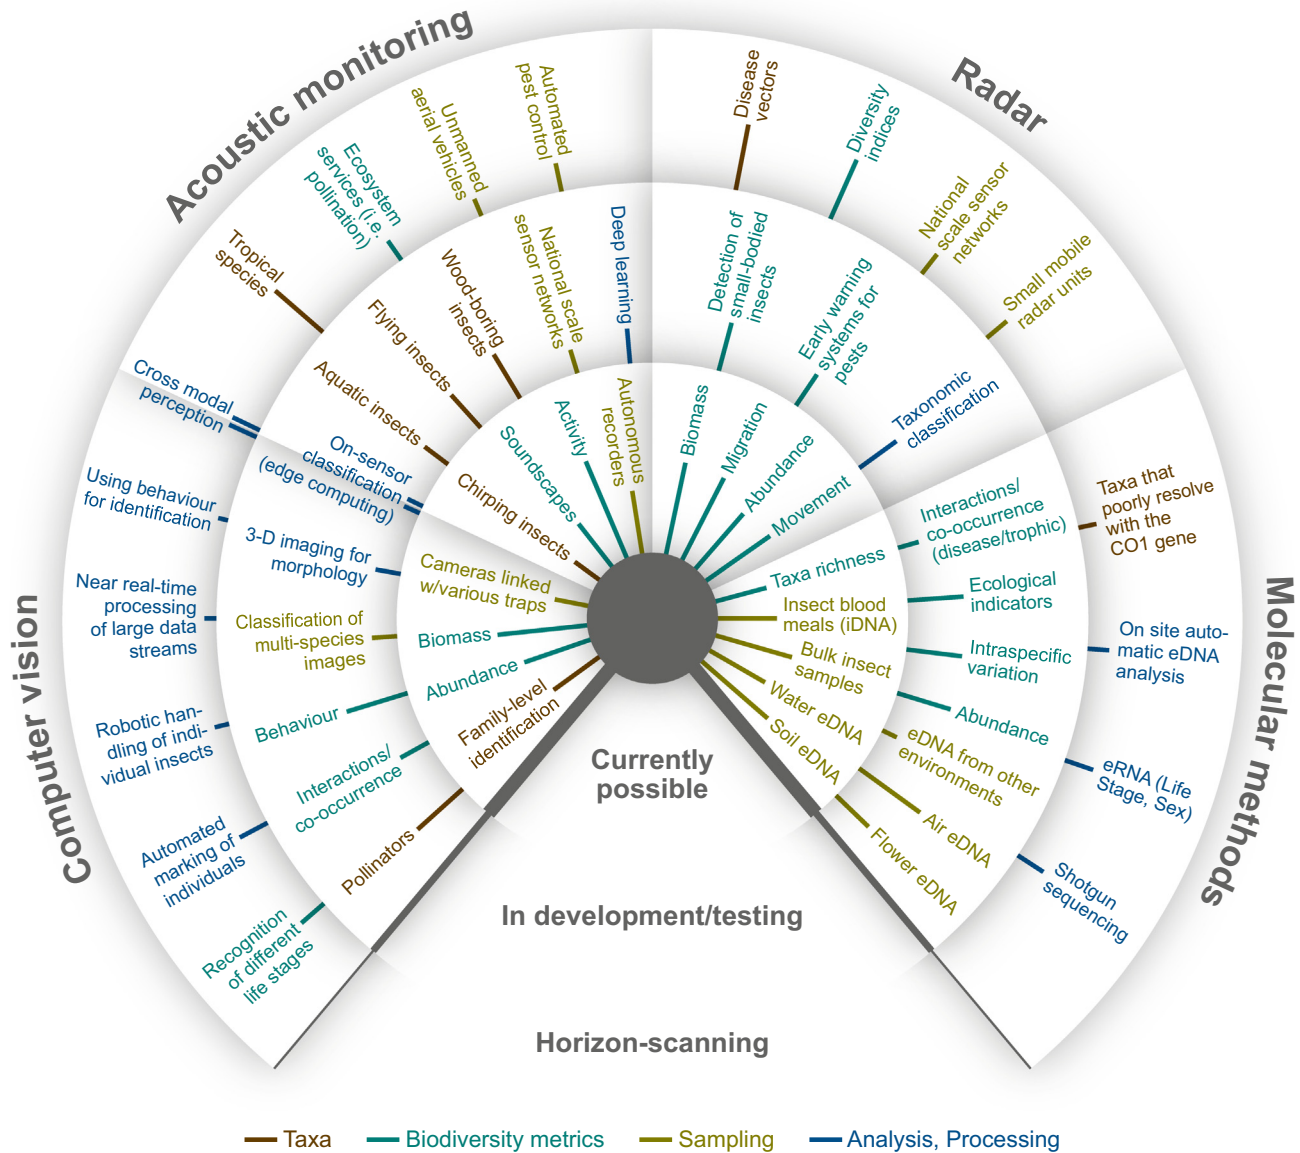 Acoustic monitoring
Radar
Computer vision
Molecular methods
Automated
pest control
Unmanned
aerial vehicles
Ecosystem
services (i.e.
pollination)
Tropical
species
Cross modal
perception
Deep learning
National scale
sensor networks
Wood-boring
insects
Flying insects
Aquatic insects
On-sensor
classification
(edge computing)
Autonomous
recorders
Activity
Soundscapes
Chirping insects
Disease
vectors
Diversity
indices
National
scale sensor
networks
Small mobile
radar units
Detection of
small-bodied
insects
Early warning
systems for
pests
Taxonomic
classification
Biomass
Migration
Abundance
Movement
Using behaviour
for identification
Near real-time
processing
of large data
streams
Robotic han-
dling of indi-
vidual insects
Automated
marking of
individuals
Recognition
of different
life stages
3-D imaging for
morphology
Classification of
multi-species
images
Behaviour
Interactions/
co-occurrence
Pollinators
Cameras linked
w/various traps
Biomass
Abundance
Family-level
identification
Taxa richness
Insect blood
meals (iDNA)
Bulk insect
samples
Water eDNA
Soil eDNA
Interactions/
co-occurrence
(disease/trophic)
Ecological
indicators
Intraspecific
variation
Abundance
eDNA from other
environments
Air eDNA
Flower eDNA
Taxa that
poorly resolve
with the
CO1 gene
On site auto-
matic eDNA
analysis
eRNA (Life
Stage, Sex)
Shotgun
sequencing
Currently
possible
In development/testing
Horizon-scanning
Taxa
Biodiversity metrics
Sampling
Analysis, Processing